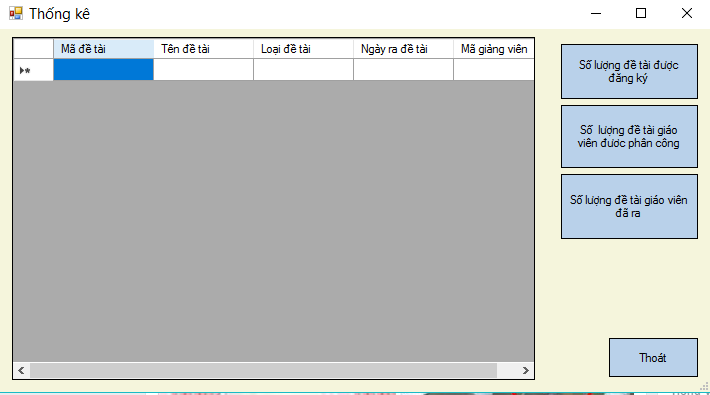 Thống kê
Mã đề tài Tên đề tài Loại đề tài Ngày ra đề tài Mã giảng viên
Số lượng đề tài được
đăng ký
Số lượng đề tài giáo
viên được phân công
Số lượng đề tài giáo viên
đã ra
Thoát